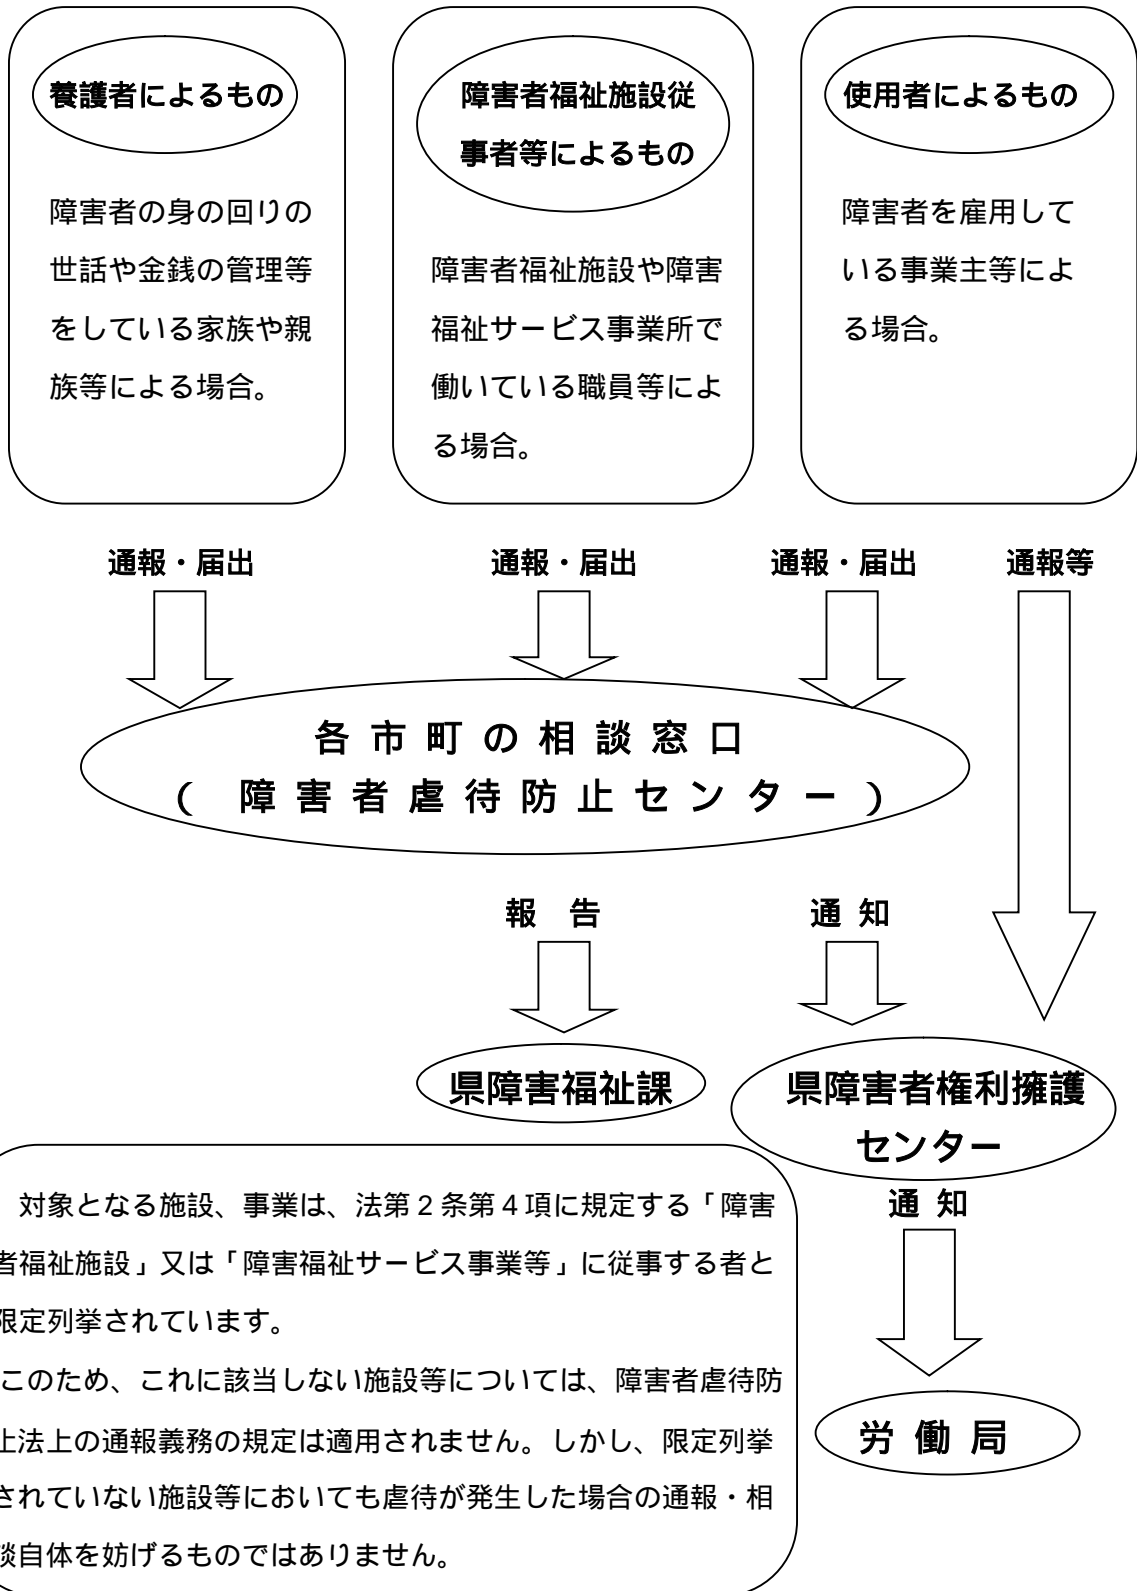 養護者によるもの
障害者の身の回りの
世話や金銭の管理等
をしている家族や親
族等による場合。
障害者福祉施設従
事者等によるもの
障害者福祉施設や障害
福祉サービス事業所で
働いている職員等によ
る場合。
使用者によるもの
障害者を雇用して
いる事業主等によ
る場合。
通報・届出
通報・届出
通報・届出
通報等
各市町の相談窓口
(障害者虐待防止センター)
報 告
通 知
県障害福祉課
県障害者権利擁護
センター
通 知
労 働 局
対象となる施設、事業は、法第2条第4項に規定する「障害
者福祉施設」又は「障害福祉サービス事業等」に従事する者と
限定列挙されています。
このため、これに該当しない施設等については、障害者虐待防
止法上の通報義務の規定は適用されません。しかし、限定列挙
されていない施設等においても虐待が発生した場合の通報・相
談自体を妨げるものではありません。